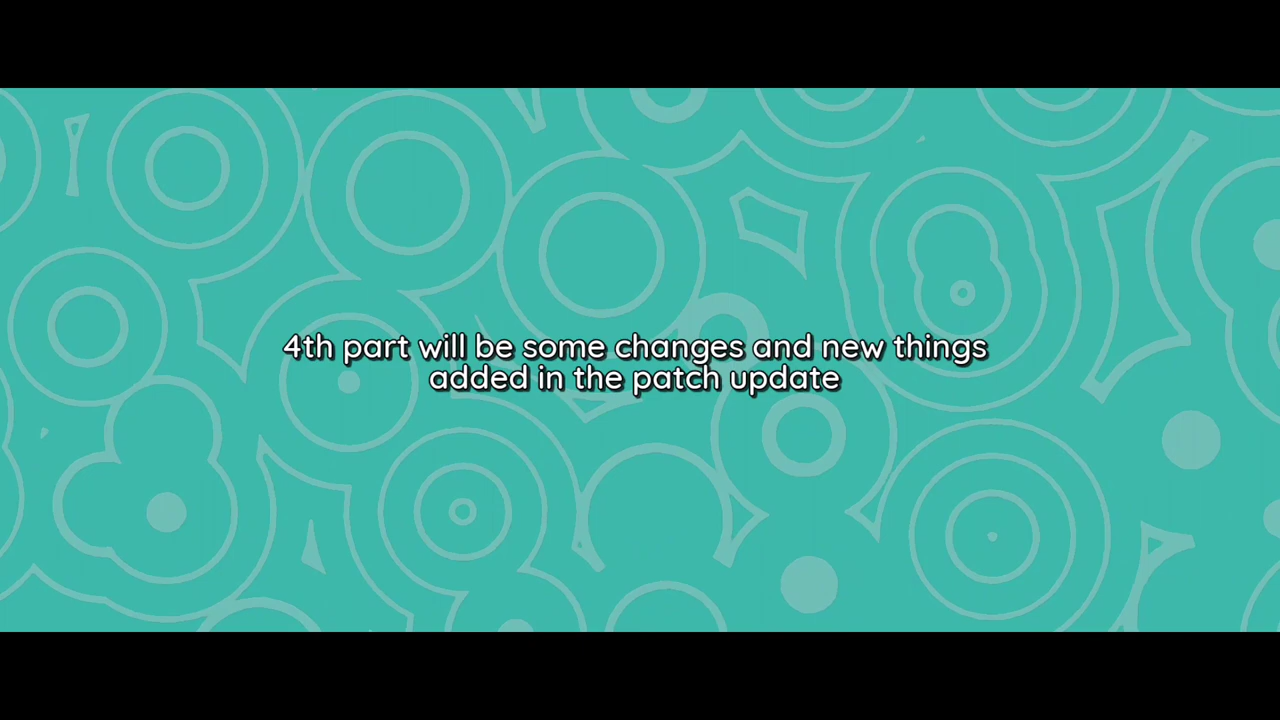 4th part will be some changes and new things
added in the patch update